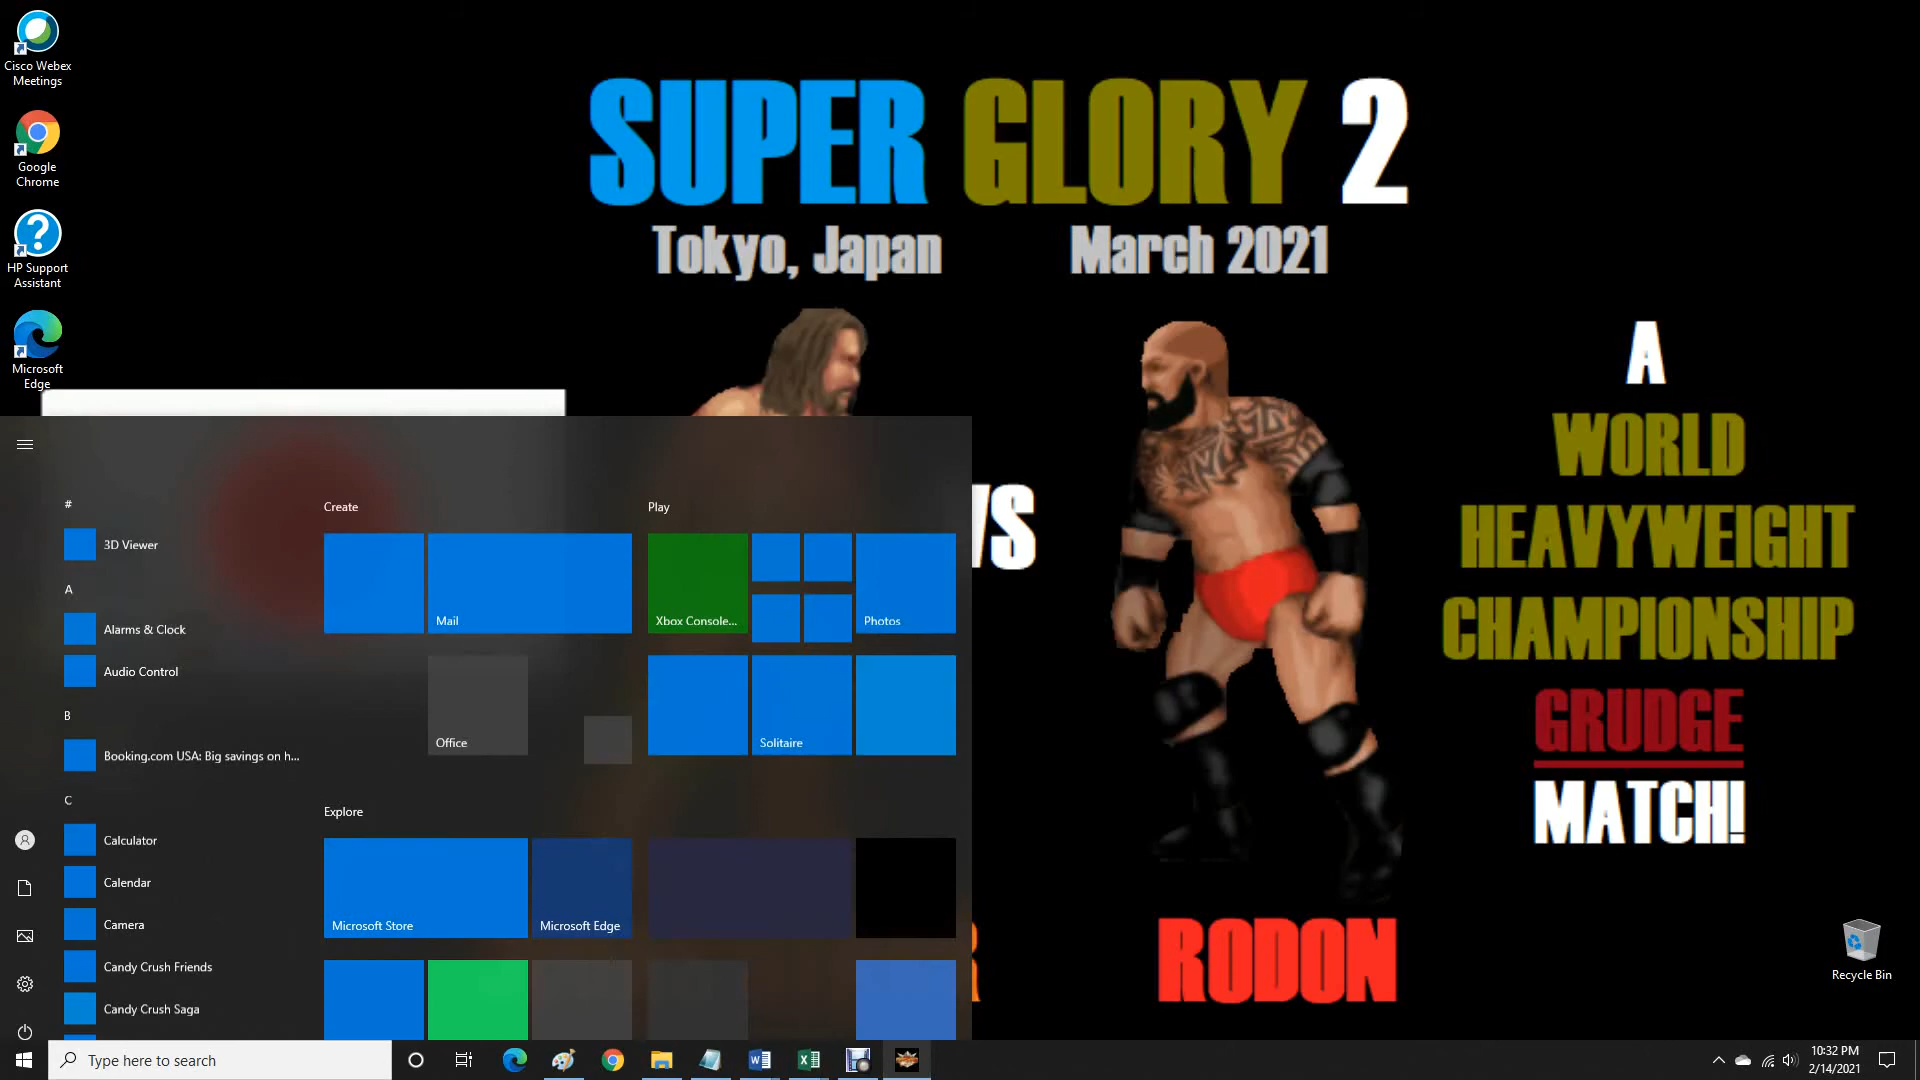 Cisco Webex
Meetings
Google
Chrome
HP Support
Assistant
Microsoft
Edge
SUPER GLORY 2
Tokyo, Japan March 2021
VS
A
WORLD
HEAVYWEIGHT
CHAMPIONSHIP
GRUDGE
MATCH!
RODON
Recycle Bin
#
3D Viewer
A
Alarms & Clock
Audio Control
B
Booking.com USA: Big savings on h...
C
Calculator
Calendar
Camera
Candy Crush Friends
Candy Crush Saga
Create
Mail
Office
Play
Xbox Console...
Photos
Solitaire
Explore
Microsoft Store
Microsoft Edge
Type here to search
10:32 PM
2/14/2021